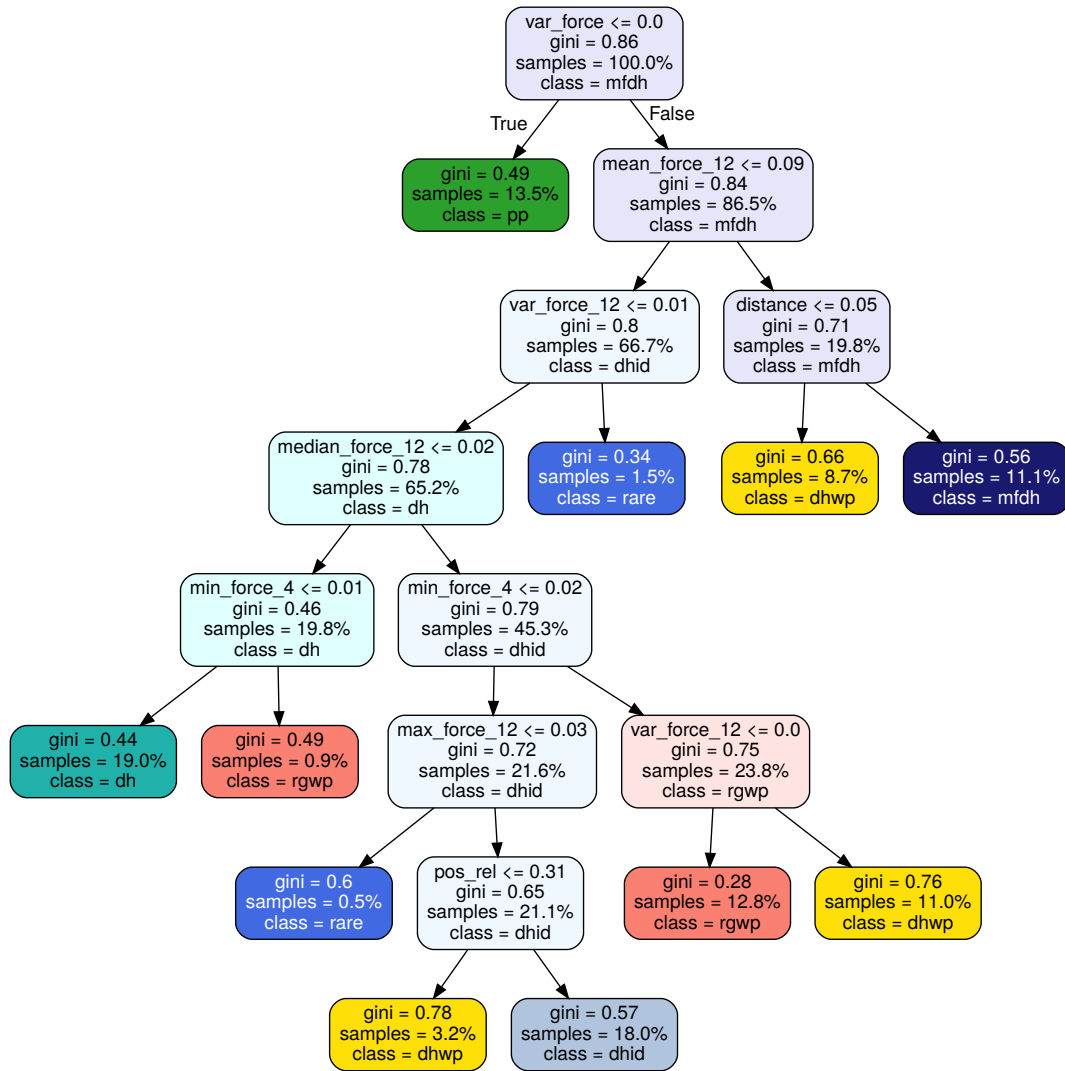 var_force <= 0.0
gini = 0.86
samples = 100.0%
class = mfdh
True
False
gini = 0.49
samples = 13.5%
class = pp
mean_force_12 <= 0.09
gini = 0.84
samples = 86.5%
class = mfdh
var_force_12 <= 0.01
gini = 0.8
samples = 66.7%
class = dhid
distance <= 0.05
gini = 0.71
samples = 19.8%
class = mfdh
median_force_12 <= 0.02
gini = 0.78
samples = 65.2%
class = dh
gini = 0.34
samples = 1.5%
class = rare
gini = 0.66
samples = 8.7%
class = dhwp
gini = 0.56
samples = 11.1%
class = mfdh
min_force_4 <= 0.01
gini = 0.46
samples = 19.8%
class = dh
min_force_4 <= 0.02
gini = 0.79
samples = 45.3%
class = dhid
gini = 0.44
samples = 19.0%
class = dh
gini = 0.49
samples = 0.9%
class = rgwp
max_force_12 <= 0.03
gini = 0.72
samples = 21.6%
class = dhid
var_force_12 <= 0.0
gini = 0.75
samples = 23.8%
class = rgwp
gini = 0.6
samples = 0.5%
class = rare
pos_rel <= 0.31
gini = 0.65
samples = 21.1%
class = dhid
gini = 0.28
samples = 12.8%
class = rgwp
gini = 0.76
samples = 11.0%
class = dhwp
gini = 0.78
samples = 3.2%
class = dhwp
gini = 0.57
samples = 18.0%
class = dhid